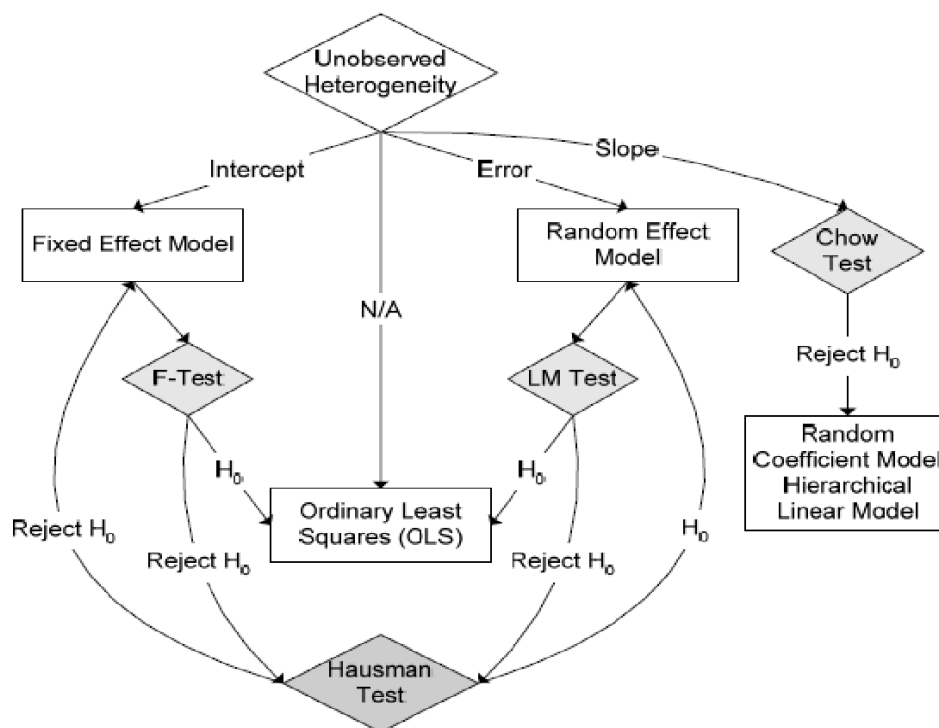 Unobserved
Heterogeneity
Slope
Intercept
Error
Fixed Effect Model
Random Effect
Model
Chow
Test
N/A
F-Test
LM Test
Reject H₀
Random
Coefficient Model
Hierarchical
Linear Model
H₀
H₀
Ordinary Least
Squares (OLS)
Reject H₀
H₀
Reject H₀
Reject H₀
Hausman
Test